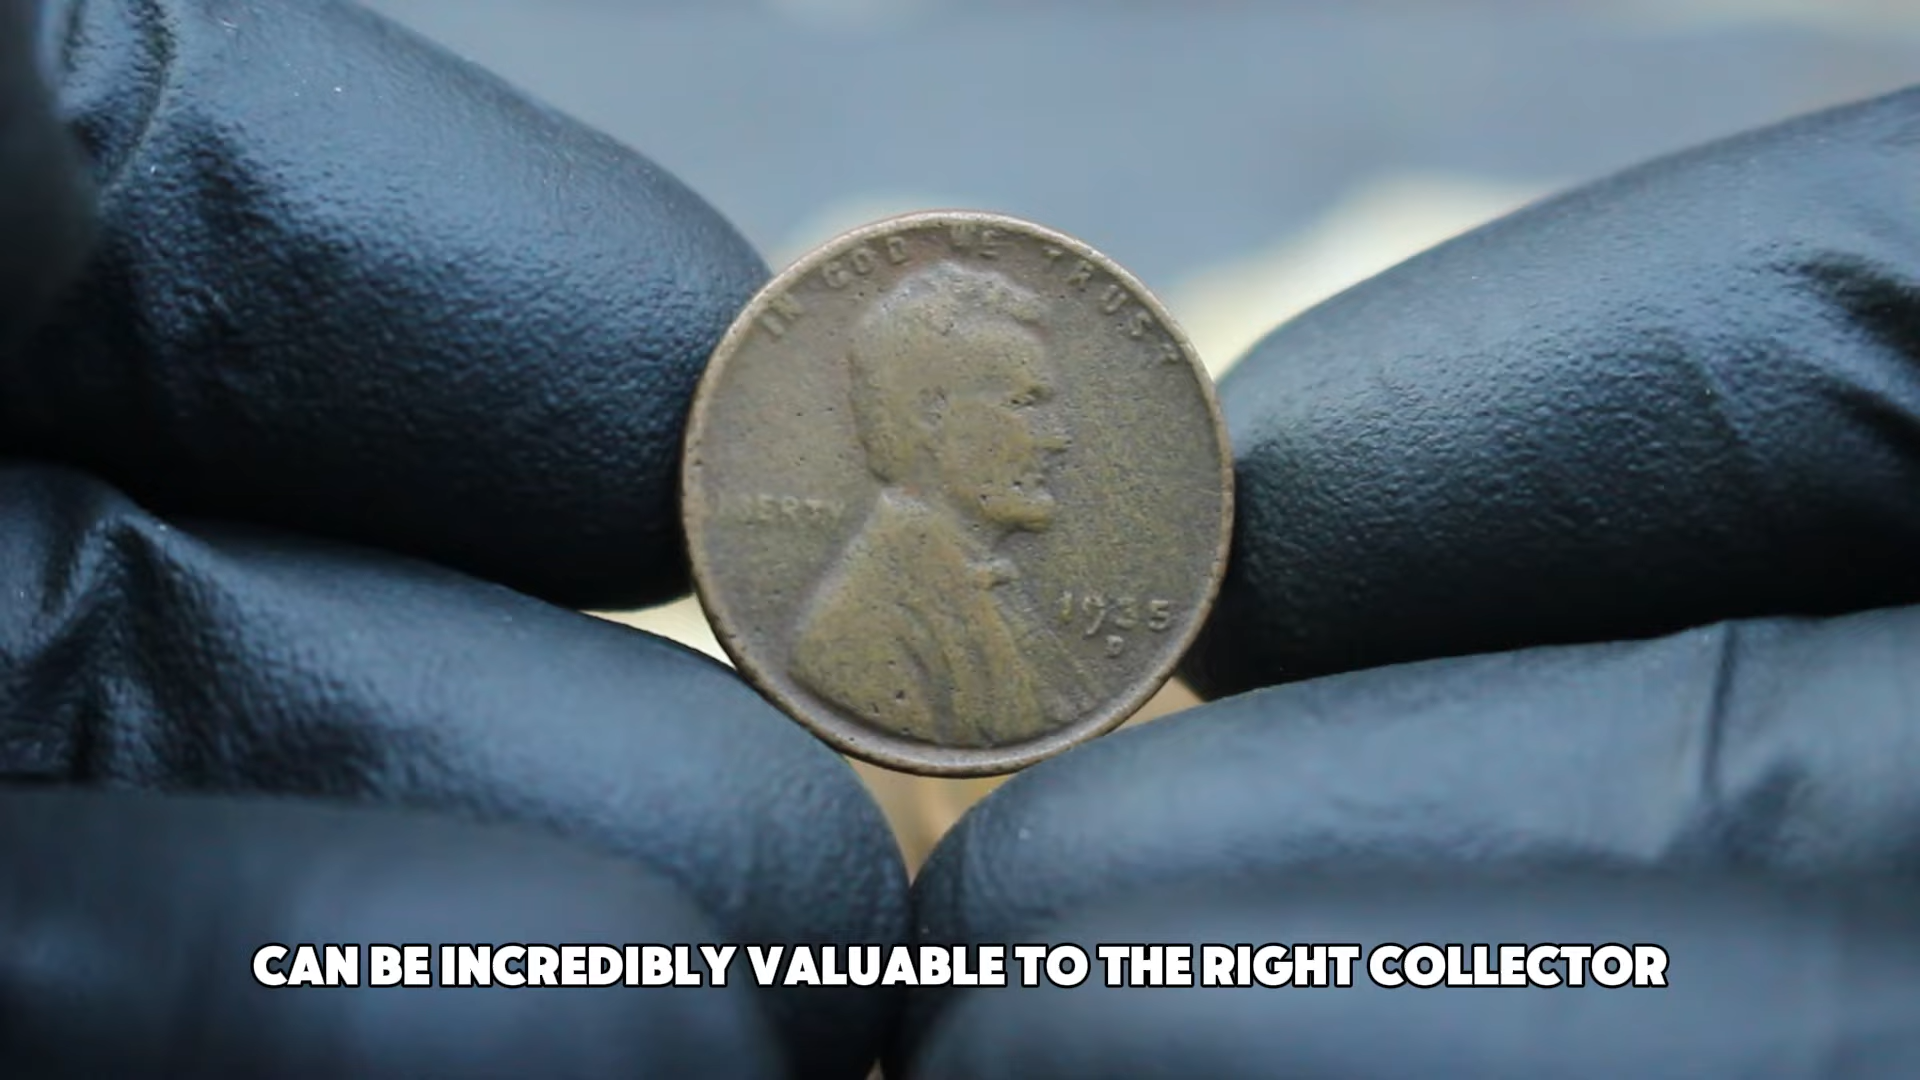 IN GOD WE TRUST
LIBERTY
1935
D
CAN BE INCREDIBLY VALUABLE TO THE RIGHT COLLECTOR